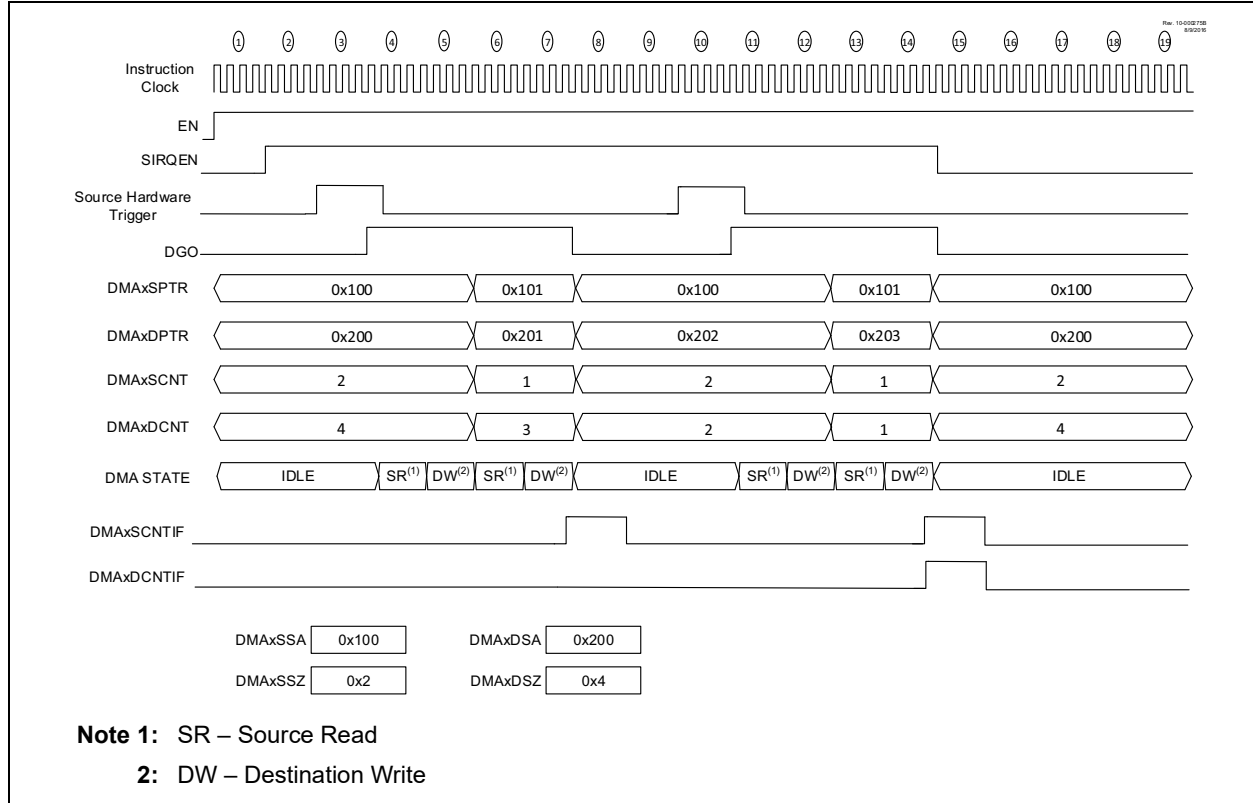 Rev. 10-000275B
8/9/2016
1 2 3 4 5 6 7 8 9 10 11 12 13 14 15 16 17 18 19
Instruction
Clock
EN
SIRQEN
Source Hardware
Trigger
DGO
DMAxSPTR 0x100 0x101 0x100 0x101 0x100
DMAxDPTR 0x200 0x201 0x202 0x203 0x200
DMAxSCNT 2 1 2 1 2
DMAxDCNT 4 3 2 1 4
DMA STATE IDLE SR(1) DW(2) SR(1) DW(2) IDLE SR(1) DW(2) SR(1) DW(2) IDLE
DMAxSCNTIF
DMAxDCNTIF
DMAxSSA 0x100 DMAxDSA 0x200
DMAxSSZ 0x2 DMAxDSZ 0x4
Note 1: SR – Source Read
2: DW – Destination Write